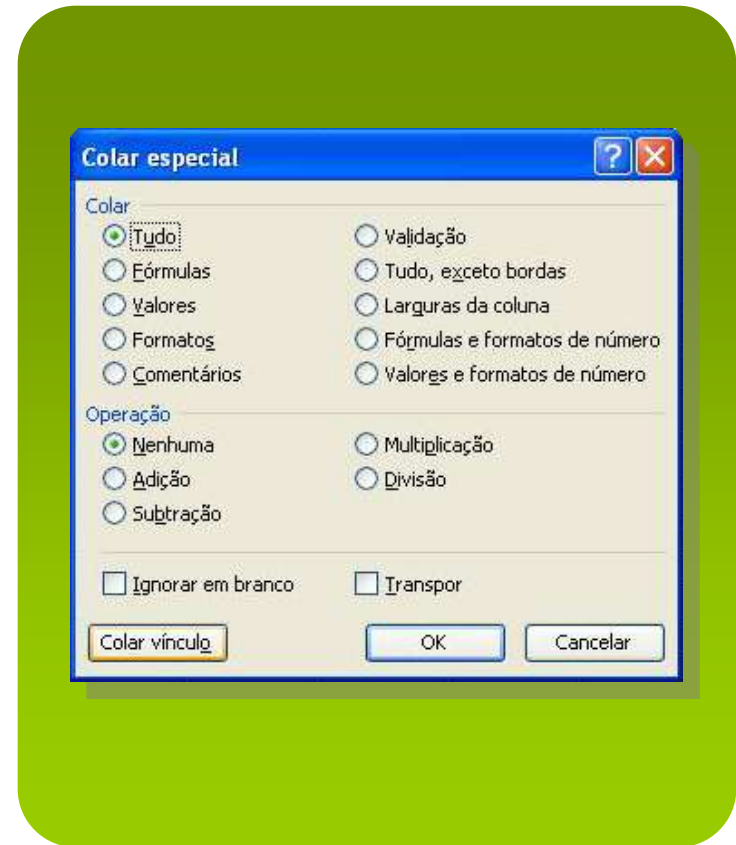 Colar especial
Colar
Tudo
Validação
Fórmulas
Tudo, exceto bordas
Valores
Larguras da coluna
Formatos
Fórmulas e formatos de número
Comentários
Valores e formatos de número
Operação
Nenhuma
Multiplicação
Adição
Divisão
Subtração
Ignorar em branco
Transpor
Colar vínculo
OK
Cancelar